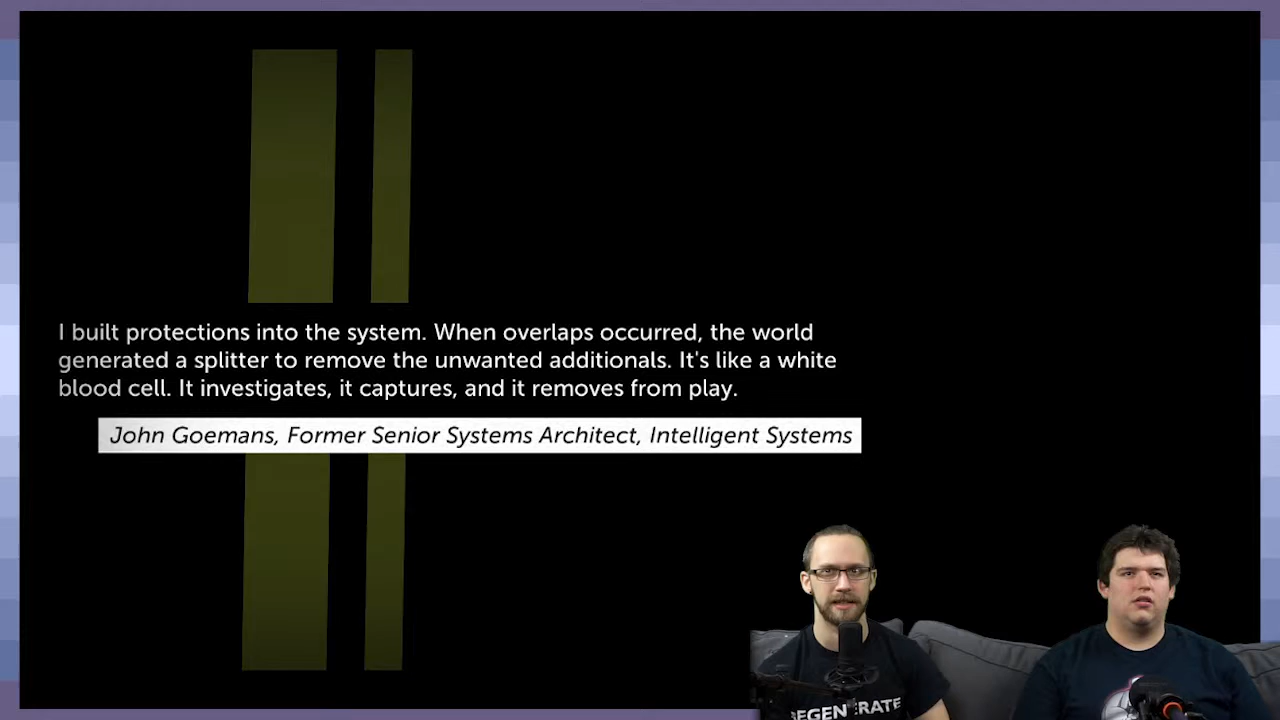 I built protections into the system. When overlaps occurred, the world
generated a splitter to remove the unwanted additionals. It's like a white
blood cell. It investigates, it captures, and it removes from play.
John Goemans, Former Senior Systems Architect, Intelligent Systems
REGENERATE